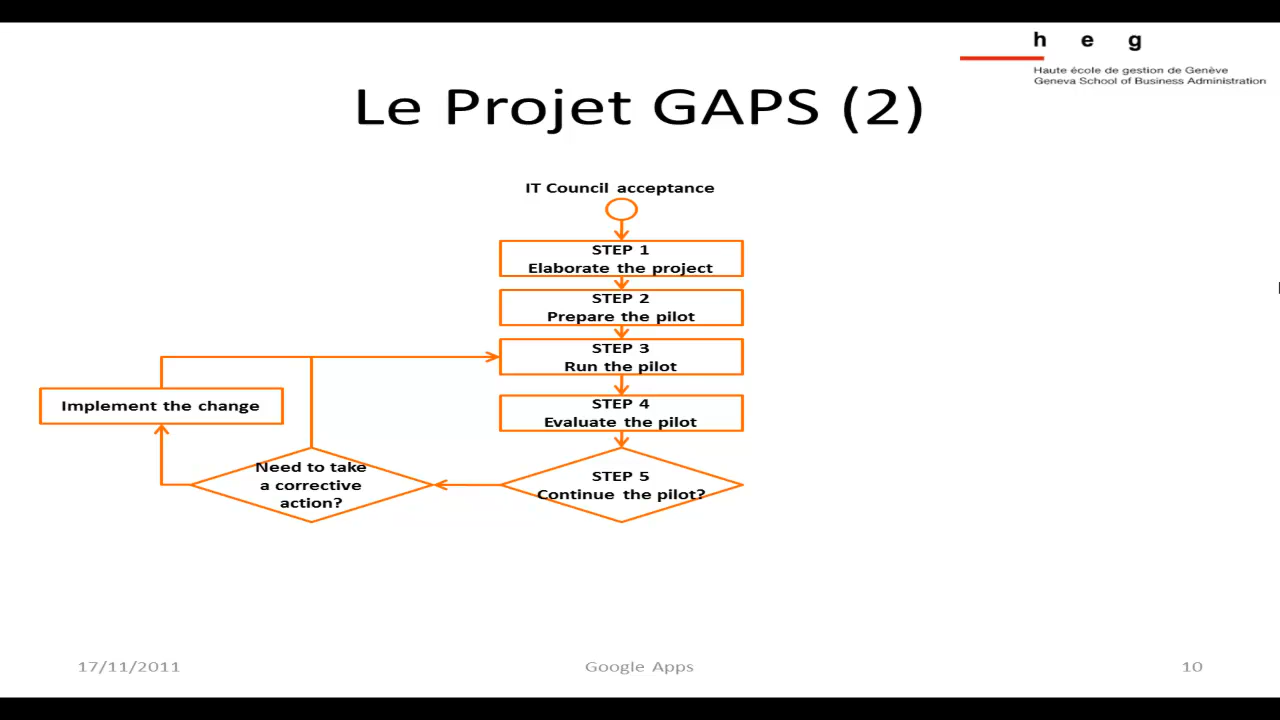 h e g
Haute école de gestion de Genève
Geneva School of Business Administration
Le Projet GAPS (2)
IT Council acceptance
STEP 1
Elaborate the project
STEP 2
Prepare the pilot
STEP 3
Run the pilot
Implement the change
STEP 4
Evaluate the pilot
Need to take
a corrective
action?
STEP 5
Continue the pilot?
17/11/2011
Google Apps
10